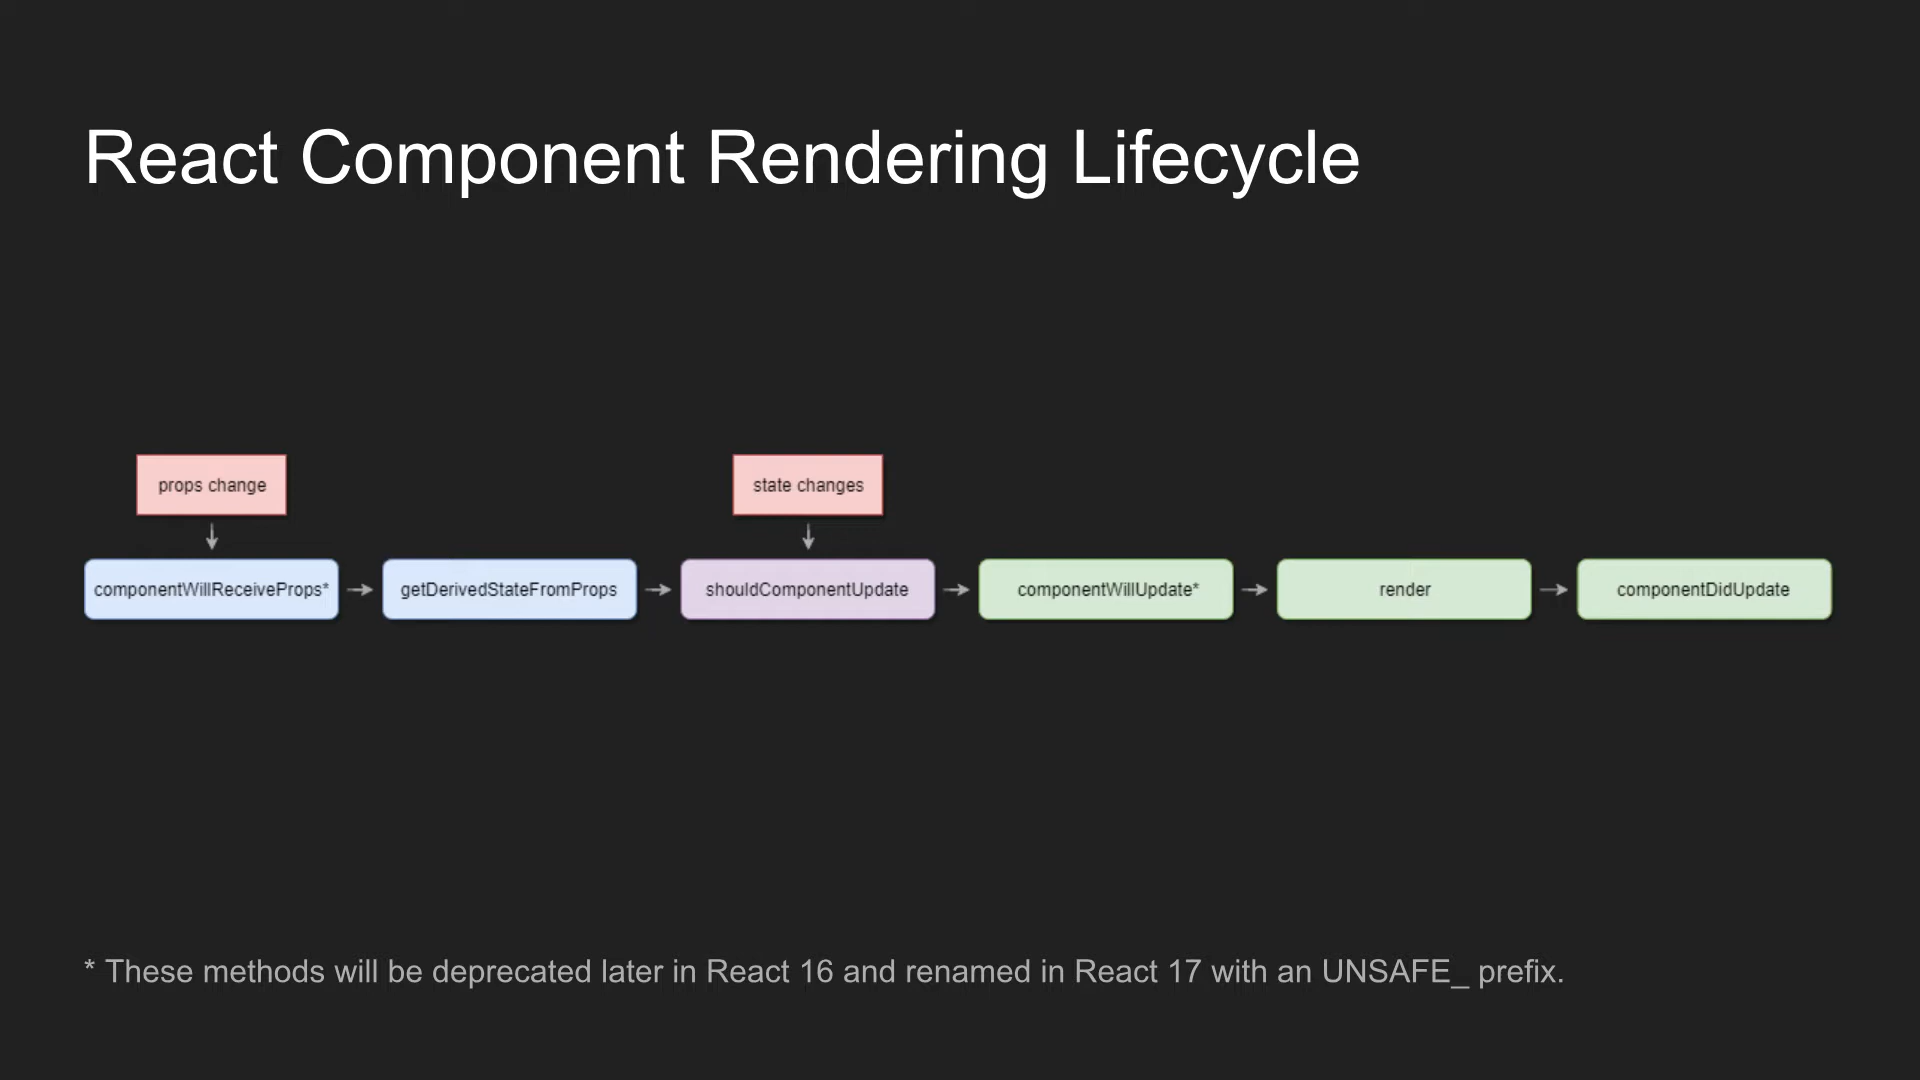 React Component Rendering Lifecycle
props change
state changes
componentWillReceiveProps*
getDerivedStateFromProps
shouldComponentUpdate
componentWillUpdate*
render
componentDidUpdate
* These methods will be deprecated later in React 16 and renamed in React 17 with an UNSAFE_ prefix.